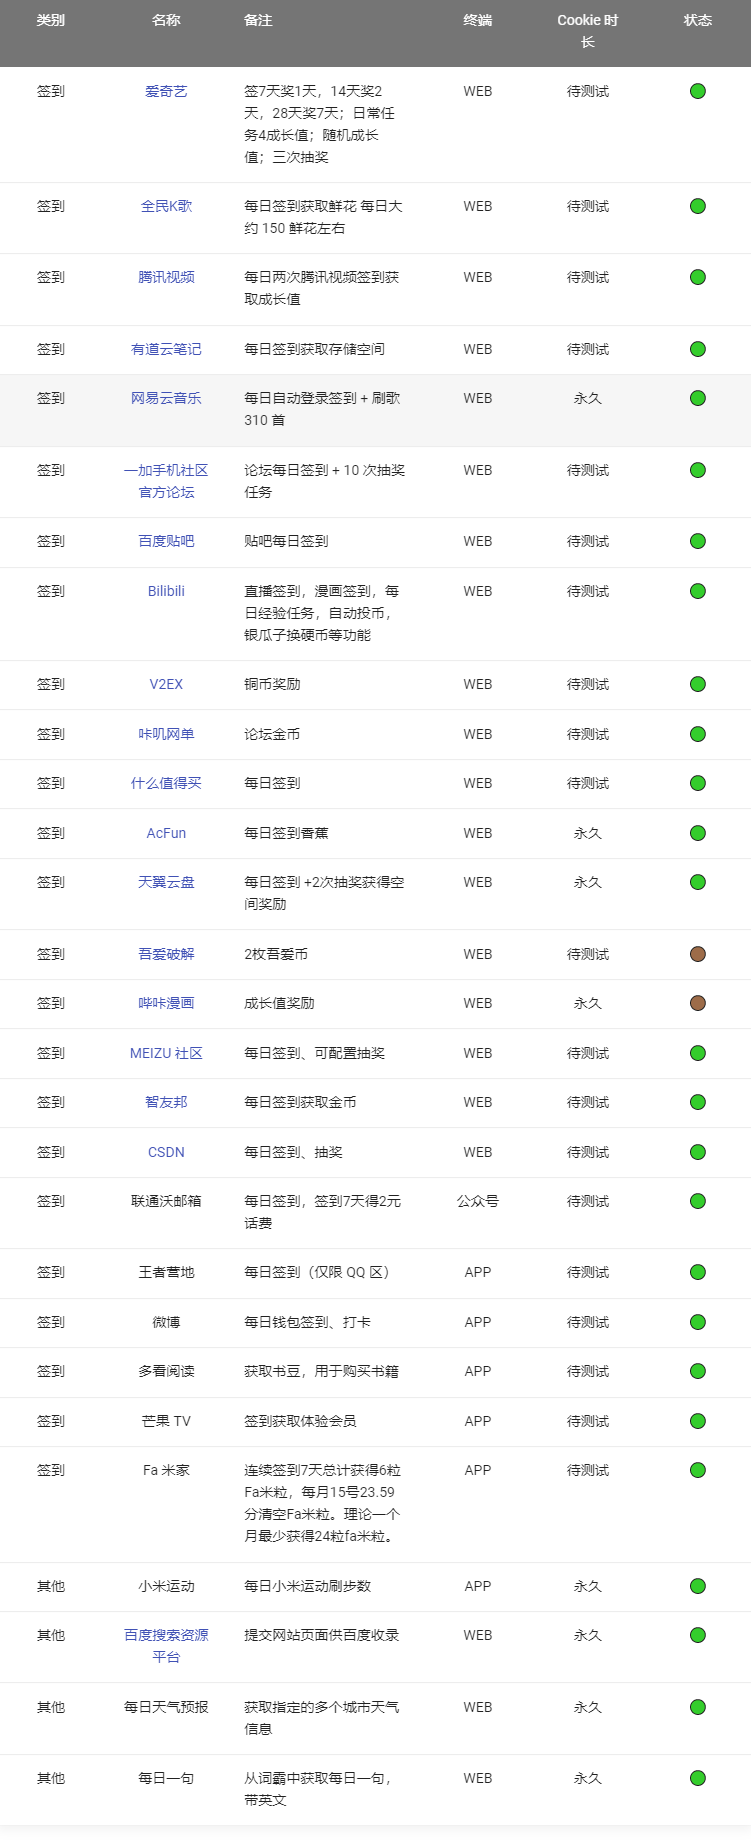 类别 名称 备注 终端 Cookie 时
长 状态
签到 爱奇艺 签7天奖1天，14天奖2 WEB 待测试
天，28天奖7天；日常任
务4成长值；随机成长
值；三次抽奖
签到 全民K歌 每日签到获取鲜花 每日大 WEB 待测试
约 150 鲜花左右
签到 腾讯视频 每日两次腾讯视频签到获 WEB 待测试
取成长值
签到 有道云笔记 每日签到获取存储空间 WEB 待测试
签到 网易云音乐 每日自动登录签到 + 刷歌 WEB 永久
310 首
签到 一加手机社区 论坛每日签到 + 10 次抽奖 WEB 待测试
官方论坛 任务
签到 百度贴吧 贴吧每日签到 WEB 待测试
签到 Bilibili 直播签到，漫画签到，每 WEB 待测试
日经验任务，自动投币，
银瓜子换硬币等功能
签到 V2EX 铜币奖励 WEB 待测试
签到 咔叽网单 论坛金币 WEB 待测试
签到 什么值得买 每日签到 WEB 待测试
签到 AcFun 每日签到香蕉 WEB 永久
签到 天翼云盘 每日签到 +2次抽奖获得空 WEB 永久
间奖励
签到 吾爱破解 2枚吾爱币 WEB 待测试
签到 哔咔漫画 成长值奖励 WEB 永久
签到 MEIZU 社区 每日签到、可配置抽奖 WEB 待测试
签到 智友邦 每日签到获取金币 WEB 待测试
签到 CSDN 每日签到、抽奖 WEB 待测试
签到 联通沃邮箱 每日签到，签到7天得2元 公众号 待测试
话费
签到 王者营地 每日签到（仅限 QQ 区） APP 待测试
签到 微博 每日钱包签到、打卡 APP 待测试
签到 多看阅读 获取书豆，用于购买书籍 APP 待测试
签到 芒果 TV 签到获取体验会员 APP 待测试
签到 Fa 米家 连续签到7天总计获得6粒 APP 待测试
Fa米粒，每月15号23.59
分清空Fa米粒。理论一个
月最少获得24粒fa米粒。
其他 小米运动 每日小米运动刷步数 APP 永久
其他 百度搜索资源 提交网站页面供百度收录 WEB 永久
平台
其他 每日天气预报 获取指定的多个城市天气 WEB 永久
信息
其他 每日一句 从词霸中获取每日一句， WEB 永久
带英文